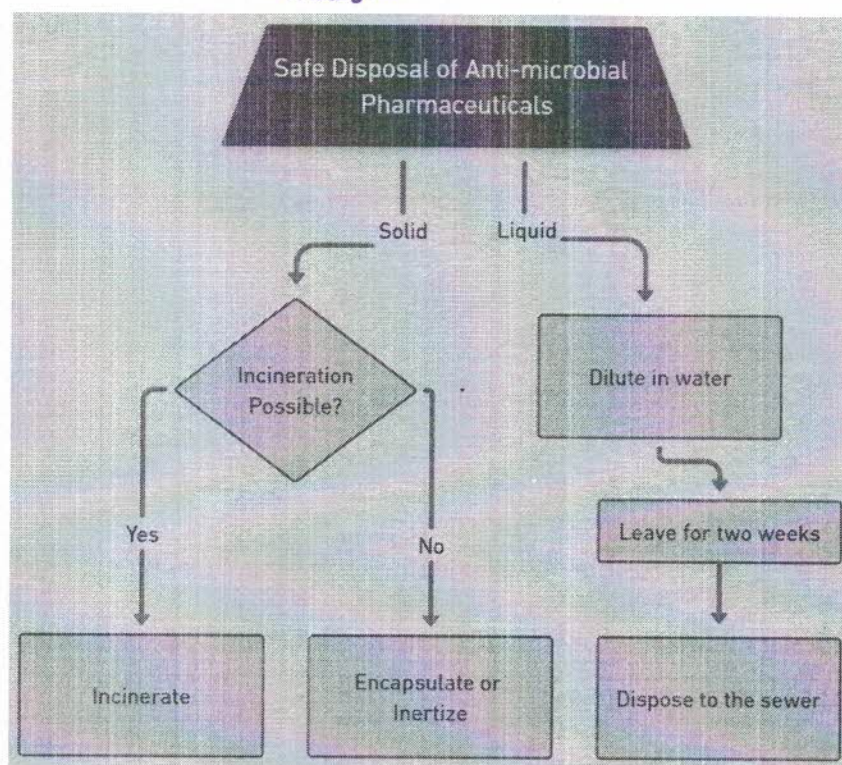 Safe Disposal of Anti-microbial
Pharmaceuticals
Solid
Liquid
Incineration
Possible?
Dilute in water
Yes
No
Leave for two weeks
Incinerate
Encapsulate or
Inertize
Dispose to the sewer